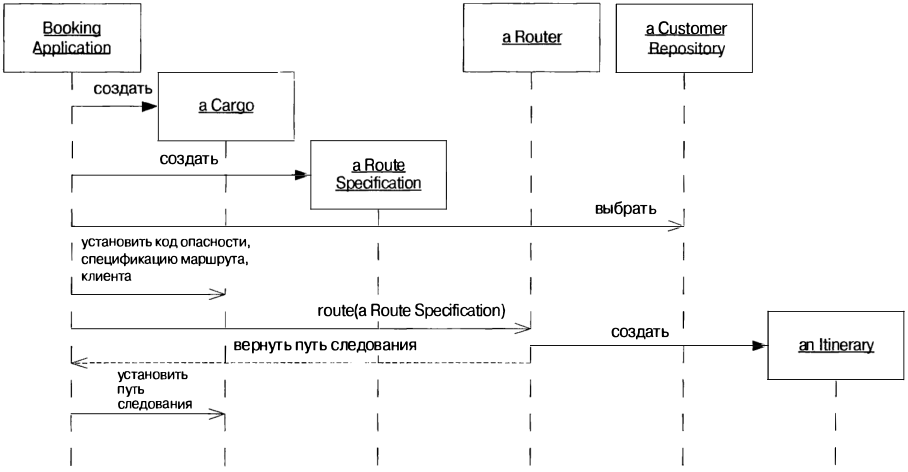 Booking
Application
a Router
a Customer
Repository
создать
a Cargo
создать
a Route
Specification
выбрать
установить код опасности,
спецификацию маршрута,
клиента
route(a Route Specification)
создать
an Itinerary
вернуть путь следования
установить
путь
следования